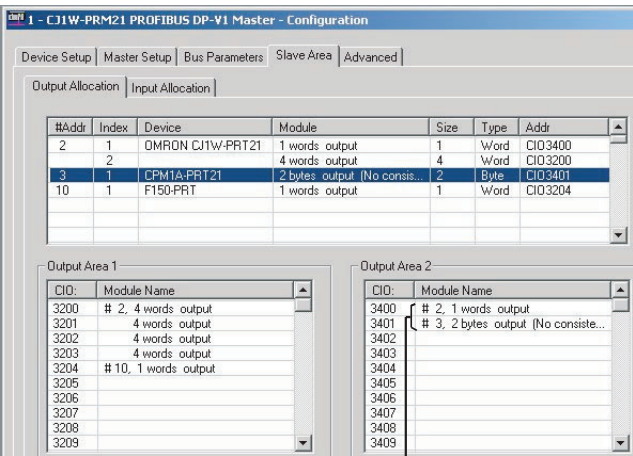 1 - CJ1W-PRM21 PROFIBUS DP-V1 Master - Configuration
Device Setup Master Setup Bus Parameters Slave Area Advanced
Output Allocation Input Allocation
#Addr Index Device Module Size Type Addr
2 1 OMRON CJ1W-PRT21 1 words output 1 Word CIO3400
2 4 words output 4 Word CIO3200
3 1 CPM1A-PRT21 2 bytes output (No consis... 2 Byte CIO3401
10 1 F150-PRT 1 words output 1 Word CIO3204
Output Area 1
CIO: Module Name
3200 # 2, 4 words output
3201 4 words output
3202 4 words output
3203 4 words output
3204 # 10, 1 words output
3205
3206
3207
3208
3209
Output Area 2
CIO: Module Name
3400 # 2, 1 words output
3401 # 3, 2 bytes output (No consiste...
3402
3403
3404
3405
3406
3407
3408
3409